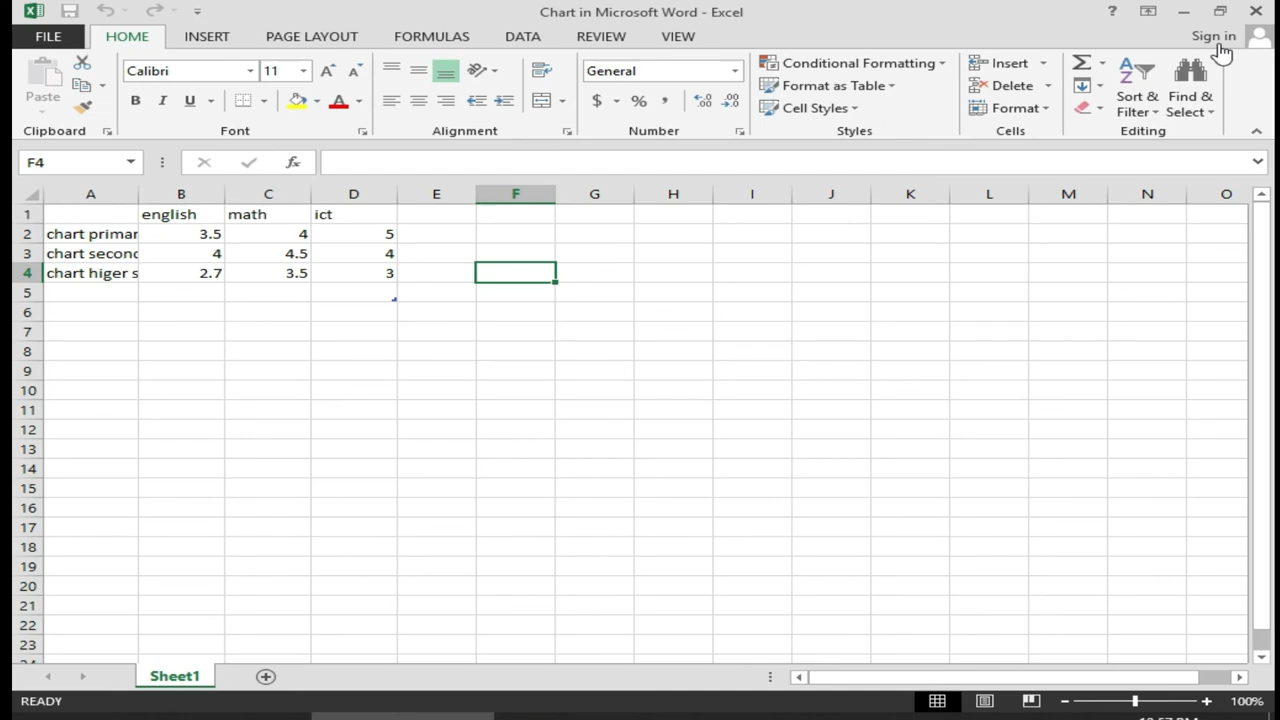 Chart in Microsoft Word - Excel
?
FILE HOME INSERT PAGE LAYOUT FORMULAS DATA REVIEW VIEW Sign in
Calibri 11 General Conditional Formatting Insert
Paste Format as Table Delete Sort & Find &
B I U $ % , Cell Styles Format Filter Select
Clipboard Font Alignment Number Styles Cells Editing
F4 fx
A B C D E F G H I J K L M N O
1 english math ict
2 chart primar 3.5 4 5
3 chart second 4 4.5 4
4 chart higer s 2.7 3.5 3
5
6
7
8
9
10
11
12
13
14
15
16
17
18
19
20
21
22
23
Sheet1
READY 100%